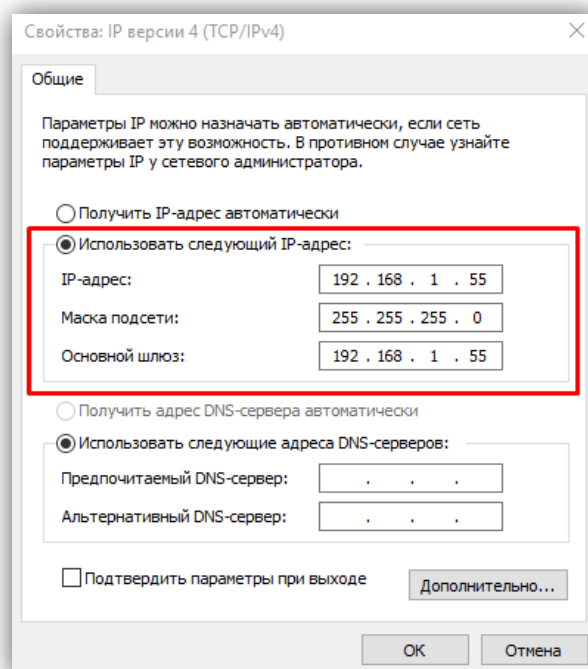 Свойства: IP версии 4 (TCP/IPv4)
Общие
Параметры IP можно назначать автоматически, если сеть
поддерживает эту возможность. В противном случае узнайте
параметры IP у сетевого администратора.
Получить IP-адрес автоматически
Использовать следующий IP-адрес:
IP-адрес: 192 . 168 . 1 . 55
Маска подсети: 255 . 255 . 255 . 0
Основной шлюз: 192 . 168 . 1 . 55
Получить адрес DNS-сервера автоматически
Использовать следующие адреса DNS-серверов:
Предпочитаемый DNS-сервер: . . .
Альтернативный DNS-сервер: . . .
Подтвердить параметры при выходе Дополнительно...
ОК Отмена